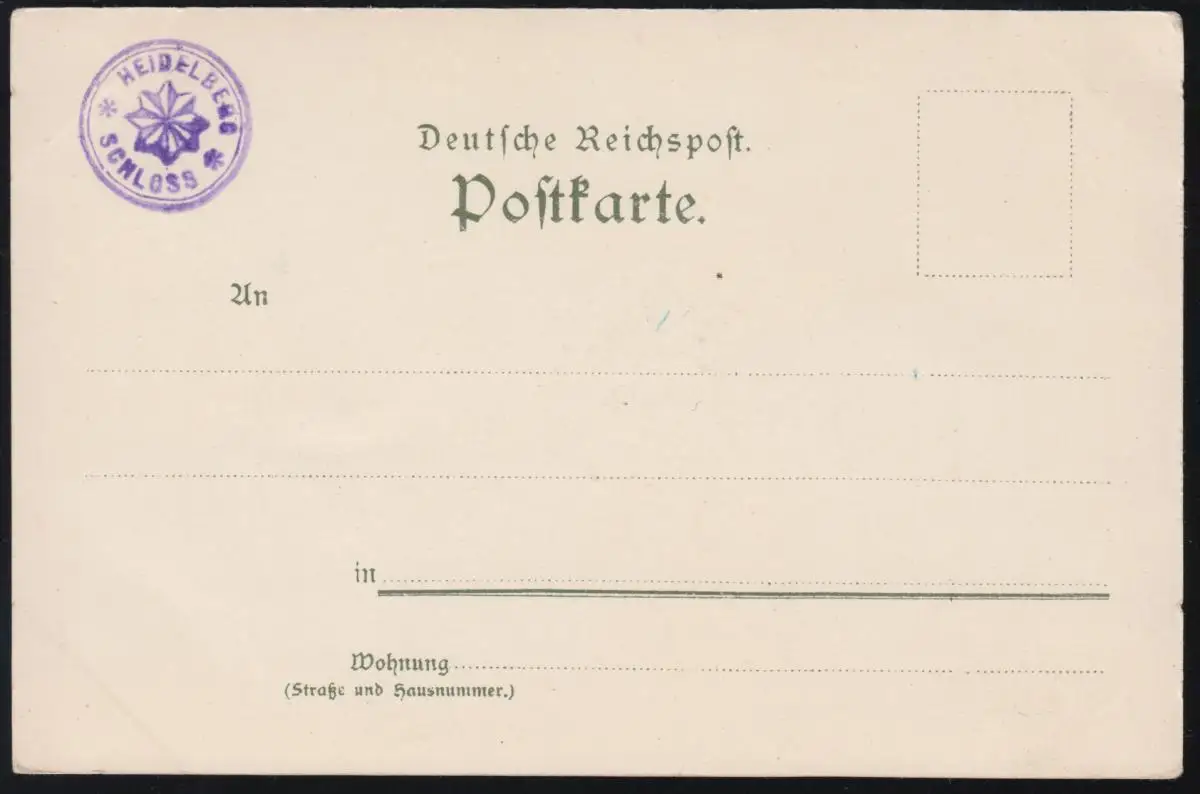 HEIDELBERG
* SCHLOSS *
Deutsche Reichspost.
Postkarte.
An
in
Wohnung
(Straße und Hausnummer.)